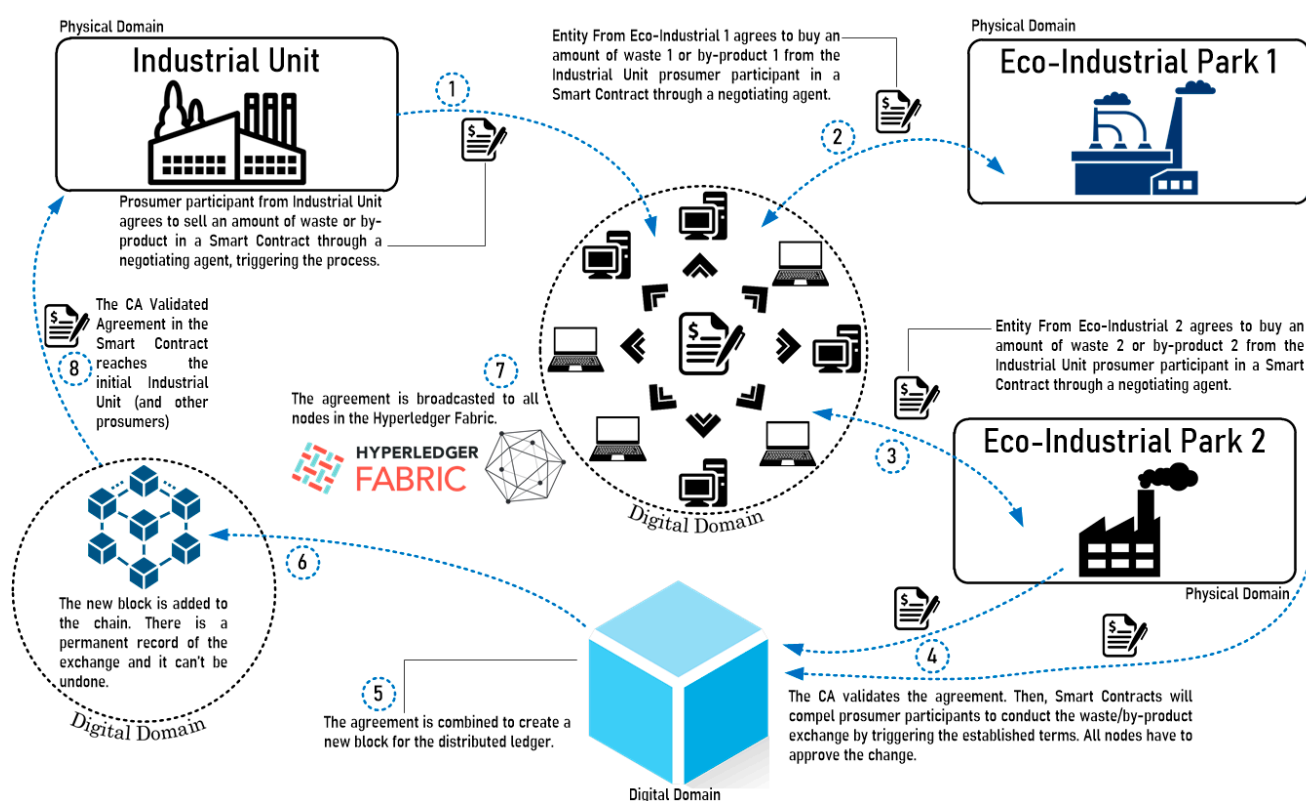 Physical Domain
Industrial Unit
Prosumer participant from Industrial Unit
agrees to sell an amount of waste or by-
product in a Smart Contract through a
negotiating agent, triggering the process.
1
$
Entity From Eco-Industrial 1 agrees to buy an
amount of waste 1 or by-product 1 from the
Industrial Unit prosumer participant in a
Smart Contract through a negotiating agent.
$
2
Physical Domain
Eco-Industrial Park 1
$
Digital Domain
Entity From Eco-Industrial 2 agrees to buy an
amount of waste 2 or by-product 2 from the
Industrial Unit prosumer participant in a Smart
Contract through a negotiating agent.
$
3
Eco-Industrial Park 2
Physical Domain
$
4
$
The CA validates the agreement. Then, Smart Contracts will
compel prosumer participants to conduct the waste/by-product
exchange by triggering the established terms. All nodes have to
approve the change.
5
The agreement is combined to create a
new block for the distributed ledger.
Digital Domain
6
The new block is added to
the chain. There is a
permanent record of the
exchange and it can't be
undone.
Digital Domain
7
The agreement is broadcasted to all
nodes in the Hyperledger Fabric.
HYPERLEDGER
FABRIC
$
8
The CA Validated
Agreement in the
Smart Contract
reaches the
initial Industrial
Unit (and other
prosumers)